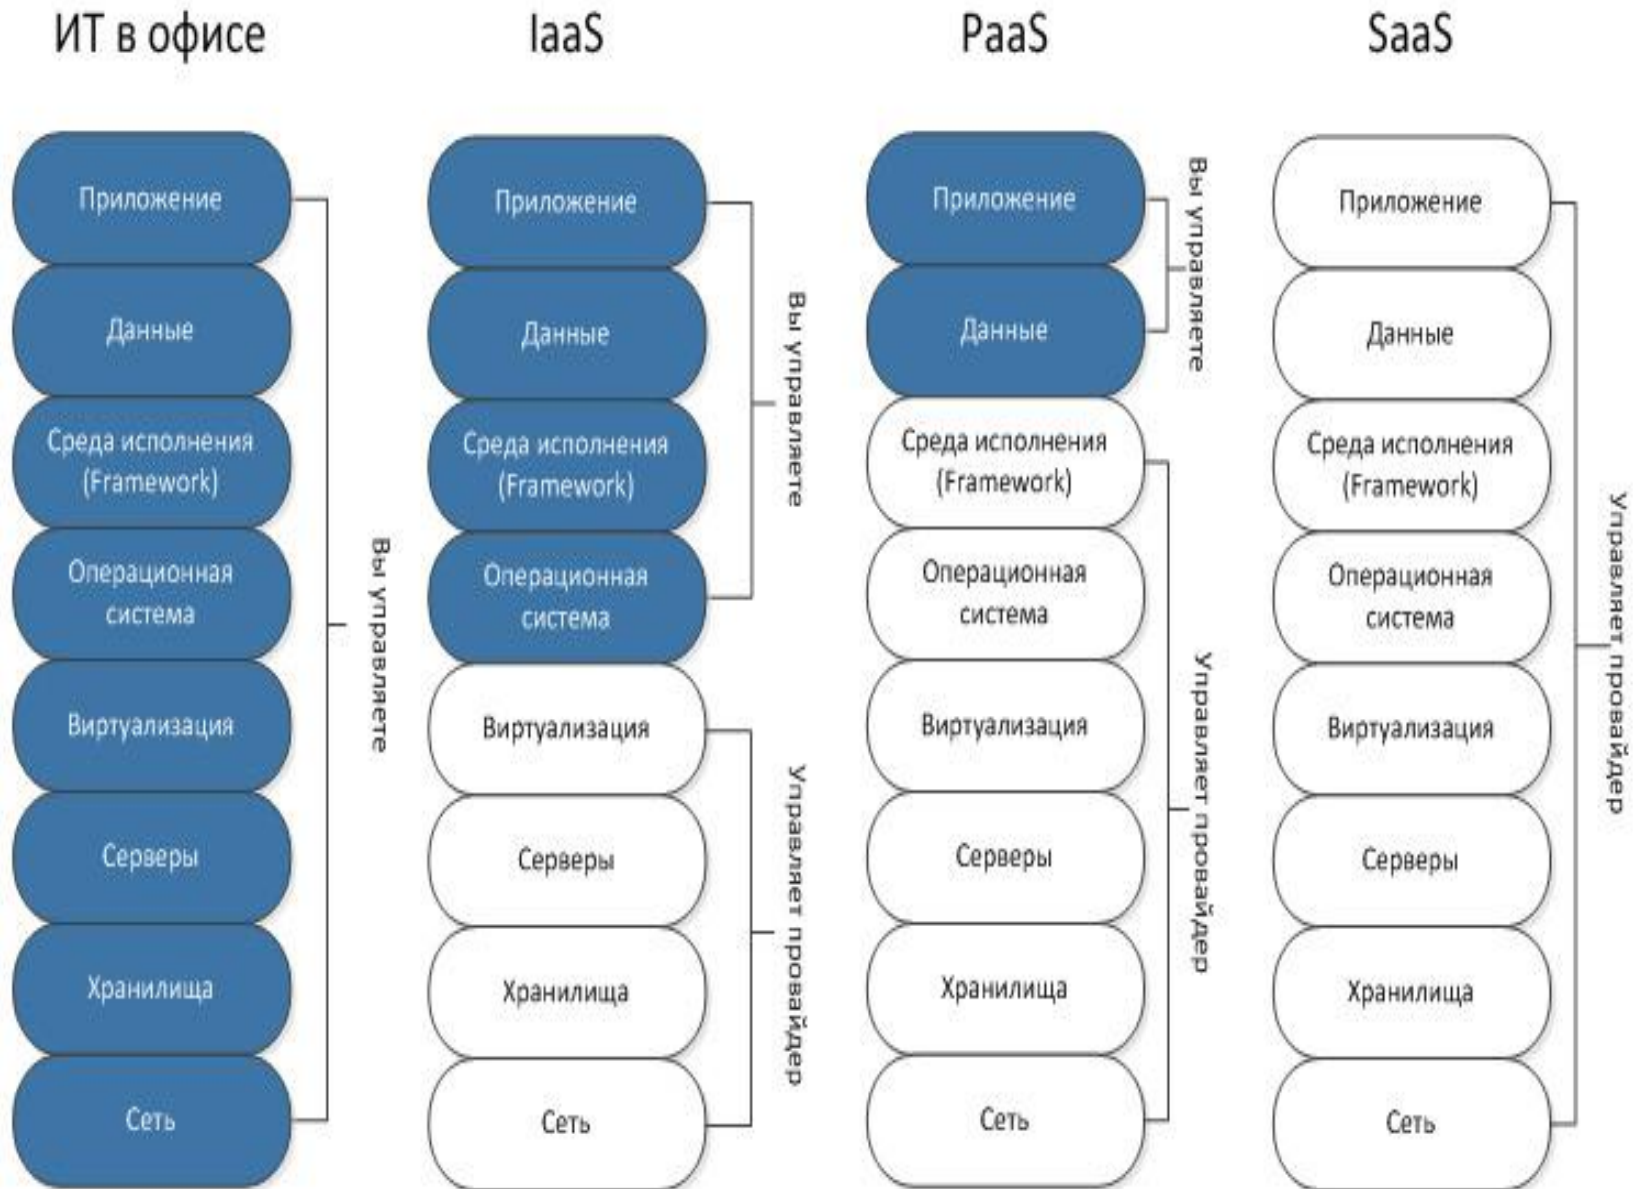 ИТ в офисе
Приложение
Данные
Среда исполнения
(Framework)
Операционная
система
Виртуализация
Серверы
Хранилища
Сеть
Вы управляете
IaaS
Приложение
Данные
Среда исполнения
(Framework)
Операционная
система
Виртуализация
Серверы
Хранилища
Сеть
Вы управляете
Управляет провайдер
PaaS
Приложение
Данные
Среда исполнения
(Framework)
Операционная
система
Виртуализация
Серверы
Хранилища
Сеть
Вы управляете
Управляет провайдер
SaaS
Приложение
Данные
Среда исполнения
(Framework)
Операционная
система
Виртуализация
Серверы
Хранилища
Сеть
Управляет провайдер